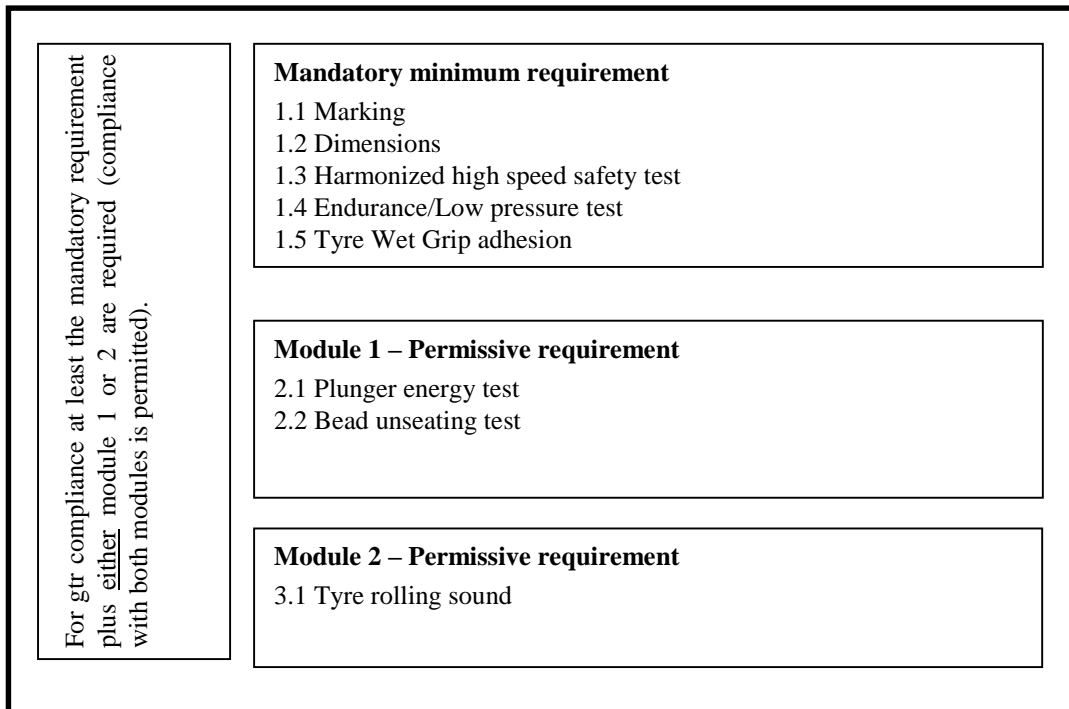 For gtr compliance at least the mandatory requirement
plus either module 1 or 2 are required (compliance
with both modules is permitted).
Mandatory minimum requirement
1.1 Marking
1.2 Dimensions
1.3 Harmonized high speed safety test
1.4 Endurance/Low pressure test
1.5 Tyre Wet Grip adhesion
Module 1 – Permissive requirement
2.1 Plunger energy test
2.2 Bead unseating test
Module 2 – Permissive requirement
3.1 Tyre rolling sound